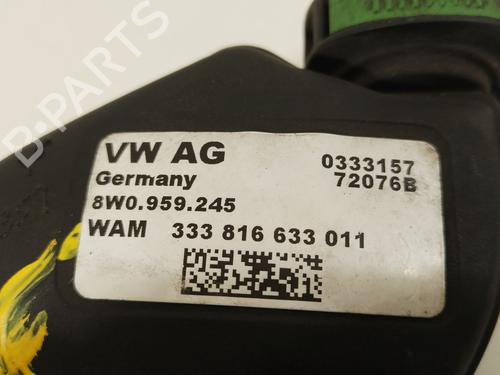 B-PARTS
VW AG
Germany
0333157
72076B
8W0.959.245
WAM 333 816 633 011